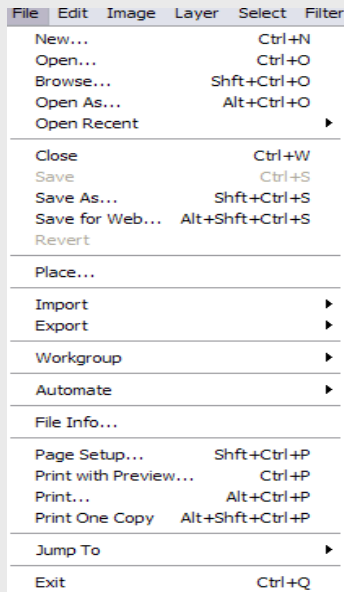 File Edit Image Layer Select Filter
New... Ctrl+N
Open... Ctrl+O
Browse... Shft+Ctrl+O
Open As... Alt+Ctrl+O
Open Recent
Close Ctrl+W
Save Ctrl+S
Save As... Shft+Ctrl+S
Save for Web... Alt+Shft+Ctrl+S
Revert
Place...
Import
Export
Workgroup
Automate
File Info...
Page Setup... Shft+Ctrl+P
Print with Preview... Ctrl+P
Print... Alt+Ctrl+P
Print One Copy Alt+Shft+Ctrl+P
Jump To
Exit Ctrl+Q